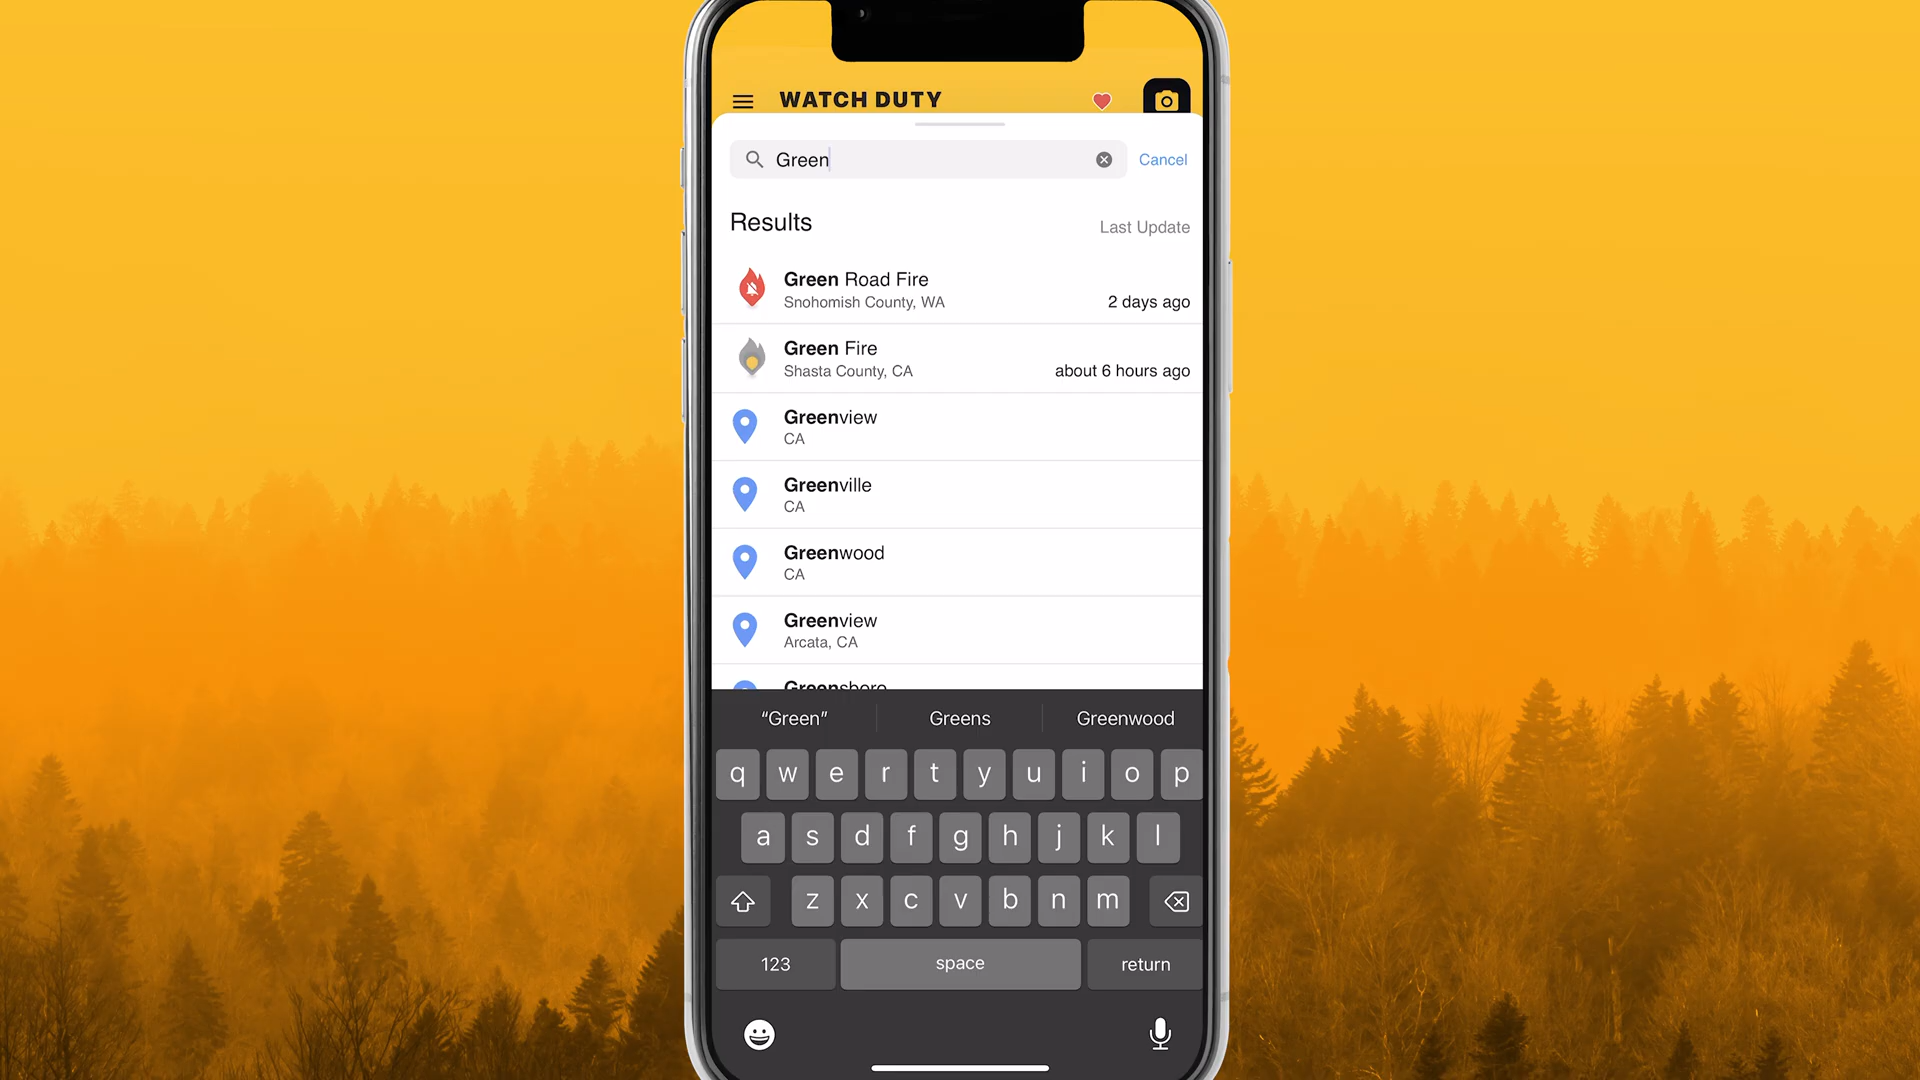 WATCH DUTY
Green
Cancel
Results
Last Update
Green Road Fire
Snohomish County, WA
2 days ago
Green Fire
Shasta County, CA
about 6 hours ago
Greenview
CA
Greenville
CA
Greenwood
CA
Greenview
Arcata, CA
Greensboro
“Green”
Greens
Greenwood
q w e r t y u i o p
a s d f g h j k l
z x c v b n m
123
space
return